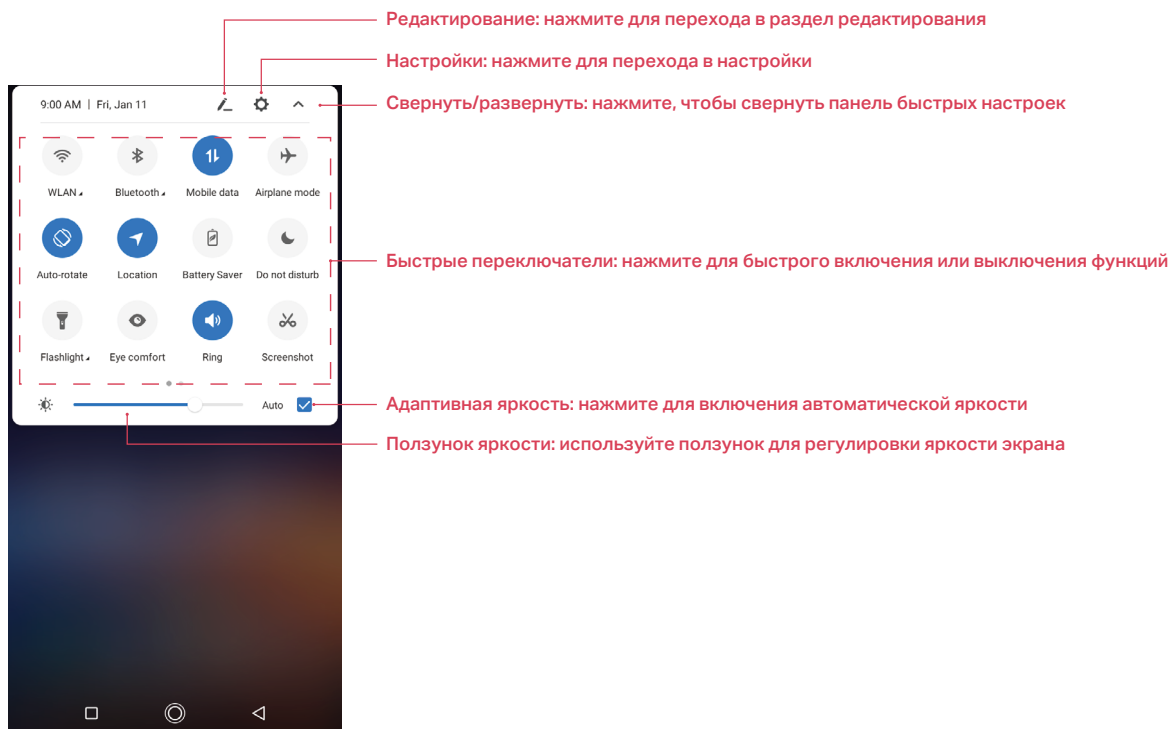 Редактирование: нажмите для перехода в раздел редактирования
Настройки: нажмите для перехода в настройки
9:00 AM | Fri, Jan 11
Свернуть/развернуть: нажмите, чтобы свернуть панель быстрых настроек
WLAN Bluetooth Mobile data Airplane mode
Быстрые переключатели: нажмите для быстрого включения или выключения функций
Auto-rotate Location Battery Saver Do not disturb
Flashlight Eye comfort Ring Screenshot
Auto
Адаптивная яркость: нажмите для включения автоматической яркости
Ползунок яркости: используйте ползунок для регулировки яркости экрана